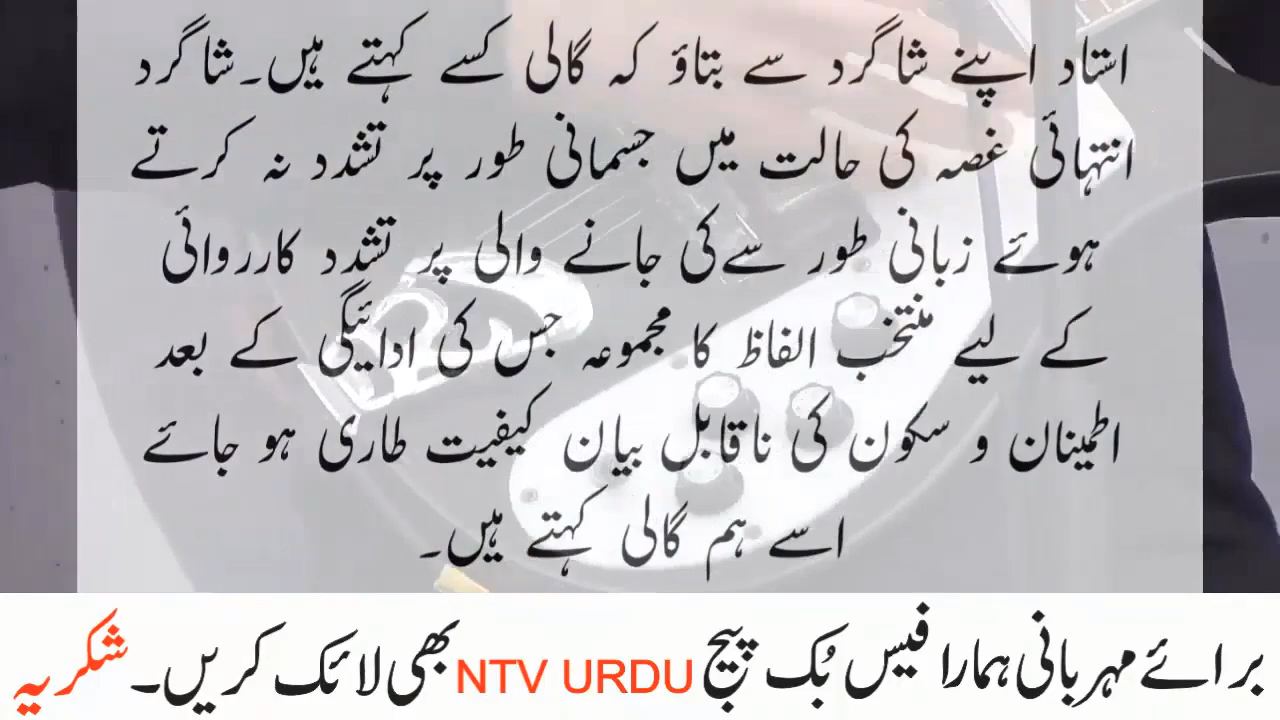 استاد اپنے شاگرد سے بتاؤ کہ گالی کسے کہتے ہیں۔شاگرد
انتہائی غصہ کی حالت میں جسمانی طور پر تشدد نہ کرتے
ہوئے زبانی طور سےکی جانے والی پر تشدد کارروائی
کے لیے منتخب الفاظ کا مجموعہ جس کی ادائیگی کے بعد
اطمینان و سکون کی ناقابل بیان کیفیت طاری ہو جائے
اسے ہم گالی کہتے ہیں۔
برائے مہربانی ہمارا فیس بُک پیج NTV URDU بھی لائک کریں۔ شکریہ